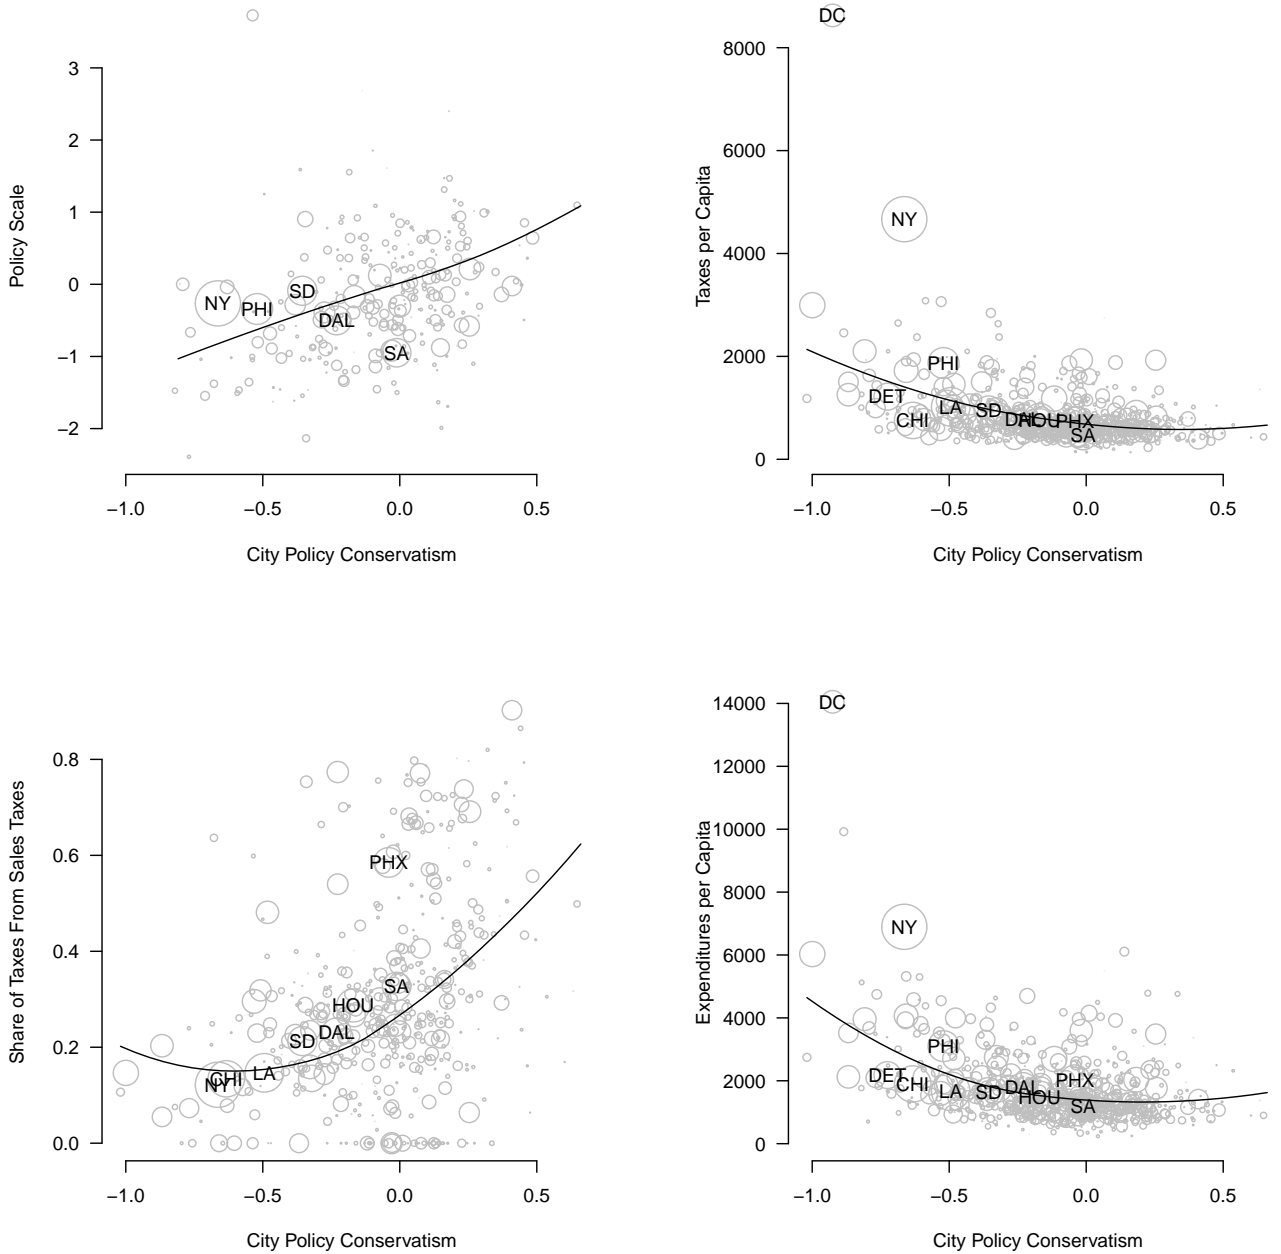 Policy Scale
3
2
1
0
−1
−2
NY
PHI
SD
DAL
SA
−1.0 −0.5 0.0 0.5
City Policy Conservatism
Taxes per Capita
8000
6000
4000
2000
0
DC
NY
PHI
DET
CHI
LA
SD
DAL
HOU
PHX
SA
−1.0 −0.5 0.0 0.5
City Policy Conservatism
Share of Taxes From Sales Taxes
0.8
0.6
0.4
0.2
0.0
PHX
SA
HOU
DAL
SD
LA
CHI
NY
−1.0 −0.5 0.0 0.5
City Policy Conservatism
Expenditures per Capita
14000
12000
10000
8000
6000
4000
2000
0
DC
NY
PHI
DET
CHI
LA
SD
DAL
HOU
PHX
SA
−1.0 −0.5 0.0 0.5
City Policy Conservatism